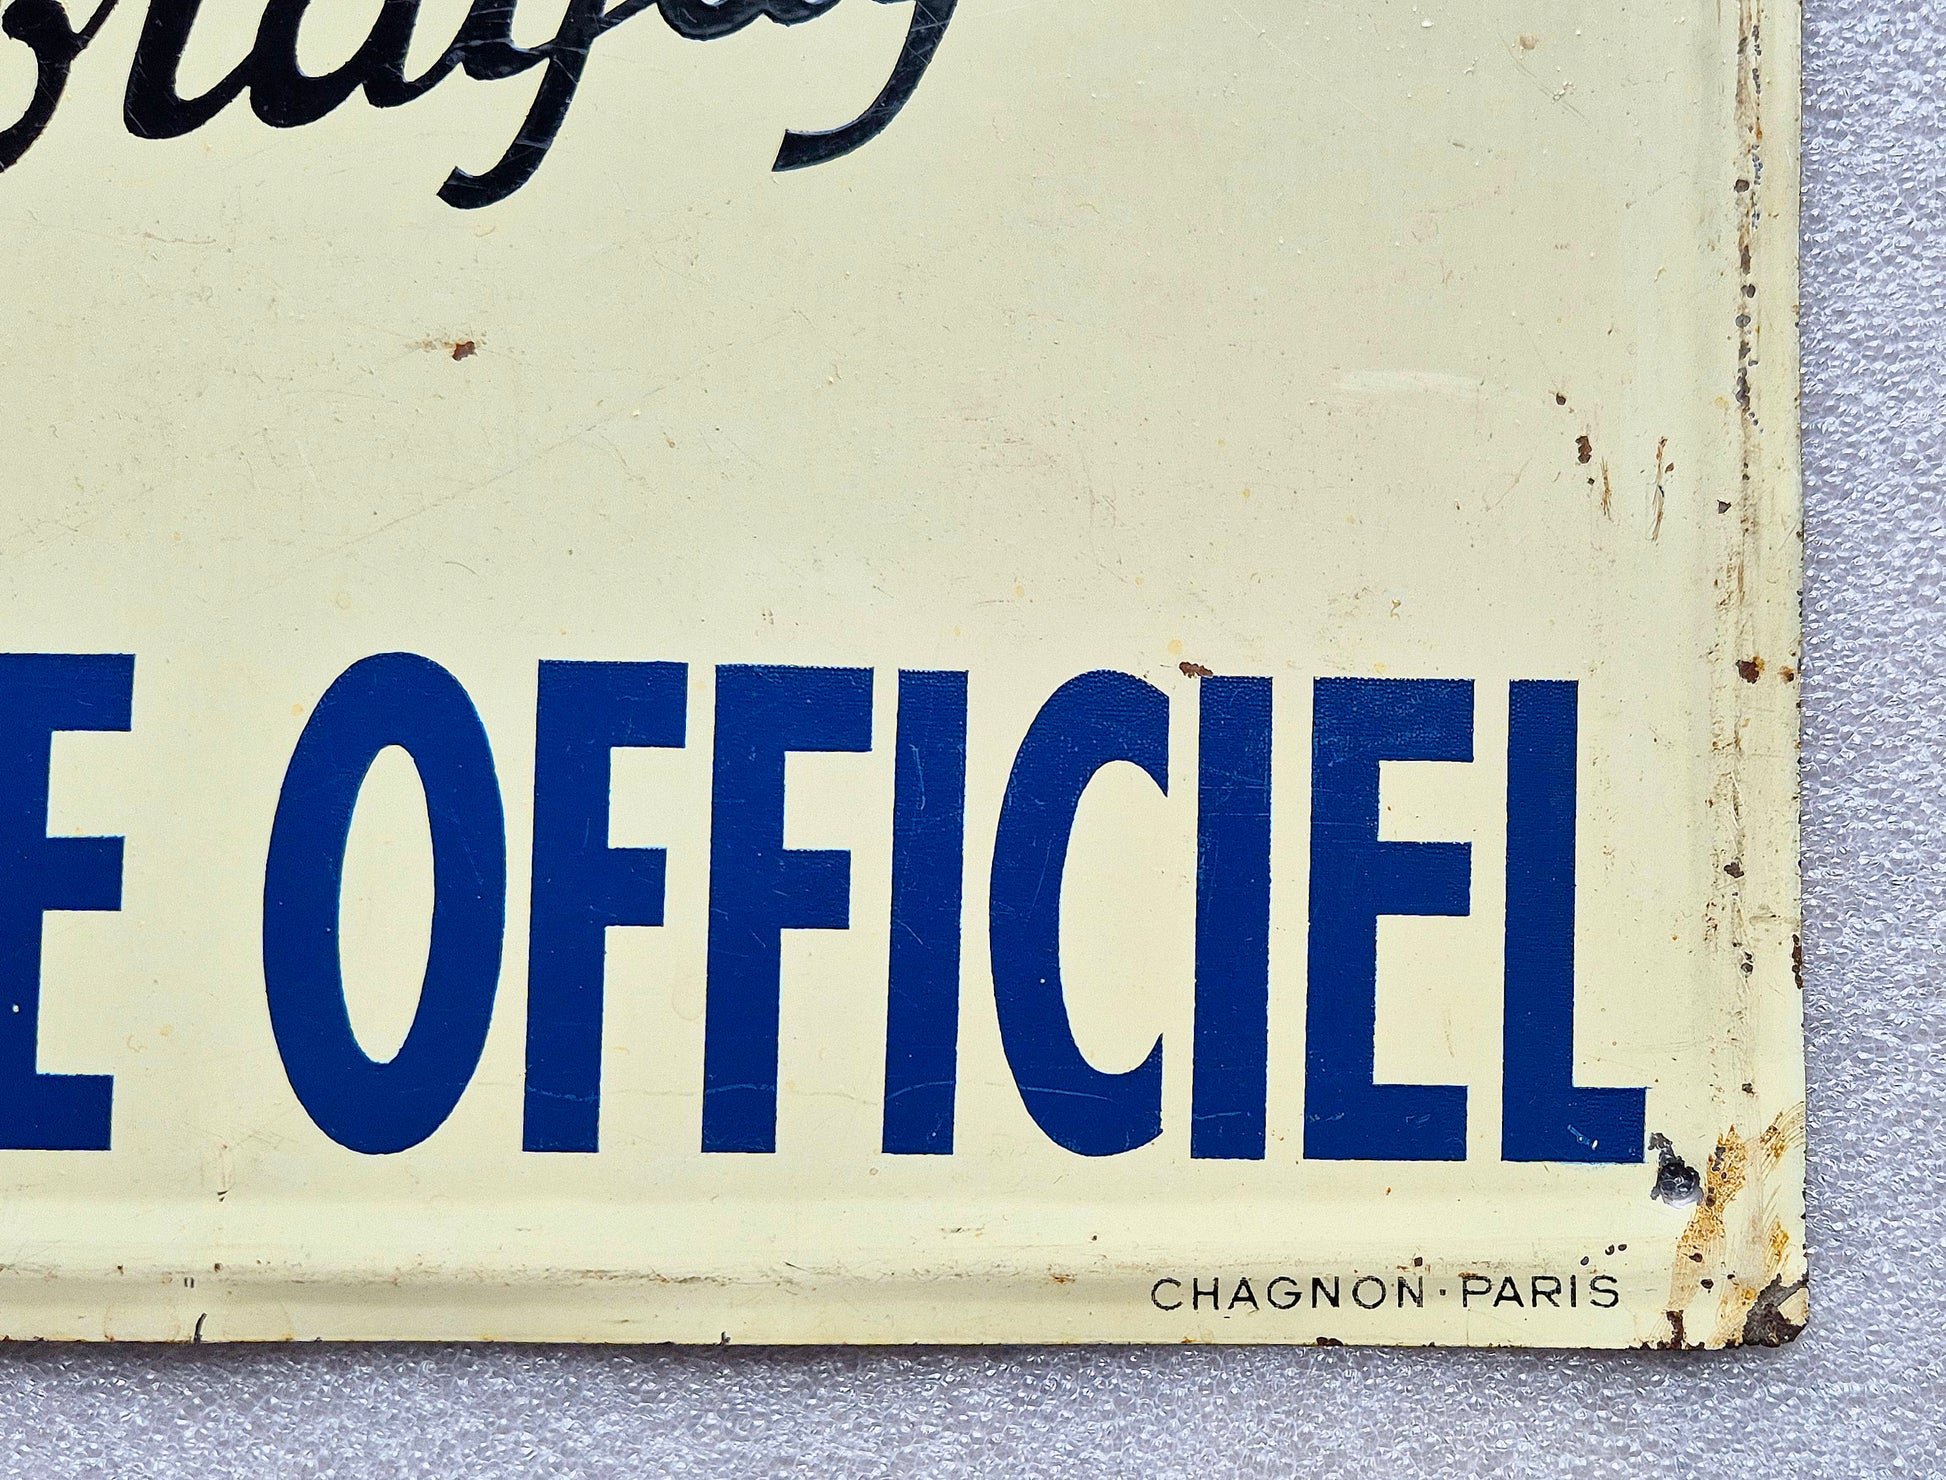 E OFFICIEL
CHAGNON · PARIS